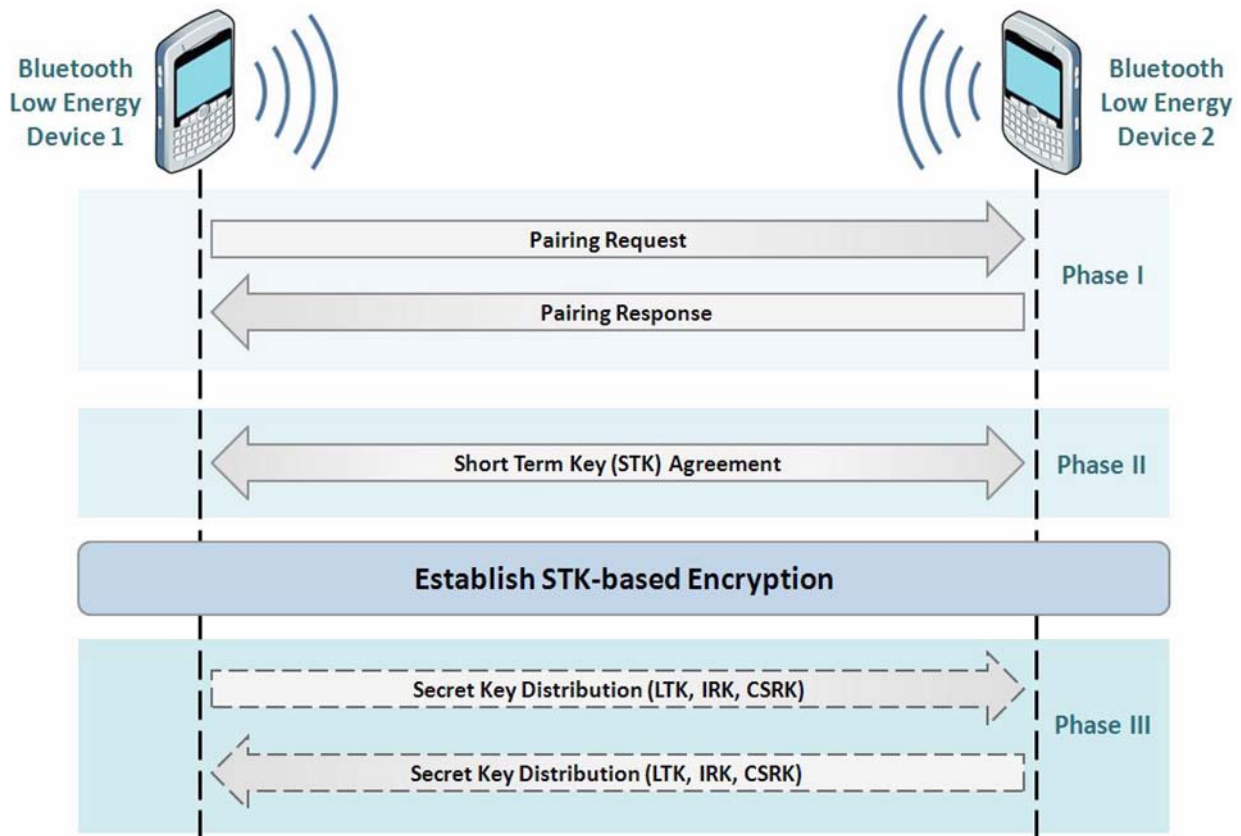 Bluetooth
Low Energy
Device 1
Bluetooth
Low Energy
Device 2
Pairing Request
Phase I
Pairing Response
Short Term Key (STK) Agreement
Phase II
Establish STK-based Encryption
Secret Key Distribution (LTK, IRK, CSRK)
Phase III
Secret Key Distribution (LTK, IRK, CSRK)